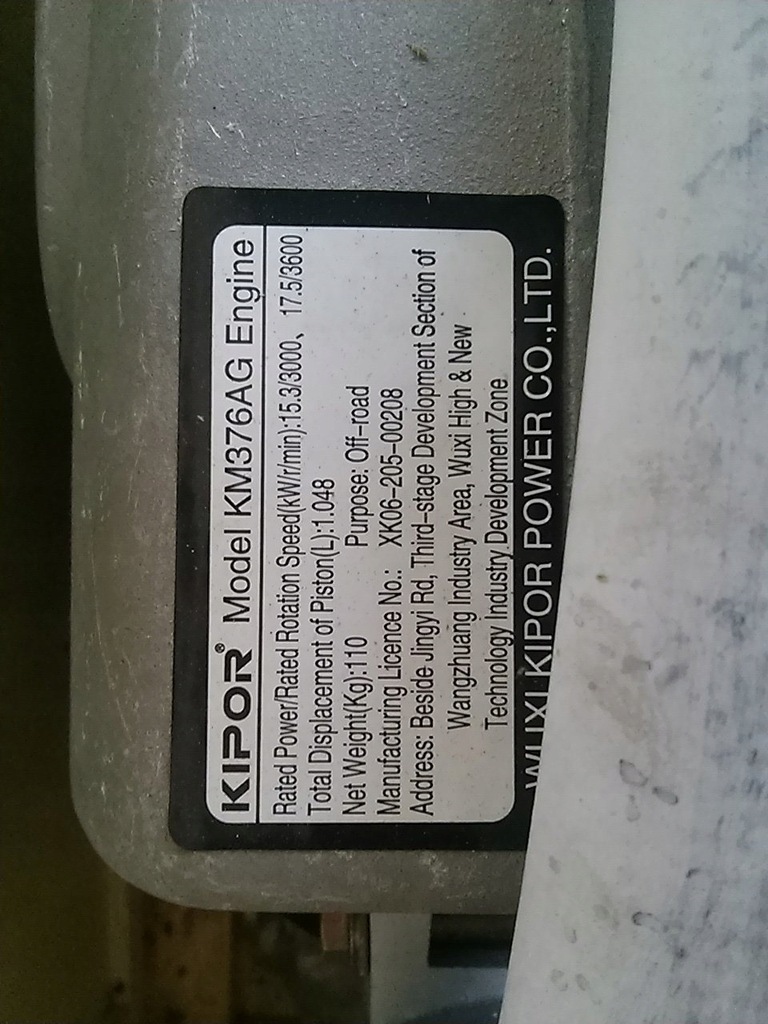 KIPOR® Model KM376AG Engine
Rated Power/Rated Rotation Speed(kW/r/min):15.3/3000、 17.5/3600
Total Displacement of Piston(L):1.048
Net Weight(Kg):110 Purpose: Off-road
Manufacturing Licence No.: XK06-205-00208
Address: Beside Jingyi Rd, Third-stage Development Section of
Wangzhuang Industry Area, Wuxi High & New
Technology Industry Development Zone
WUXI KIPOR POWER CO.,LTD.